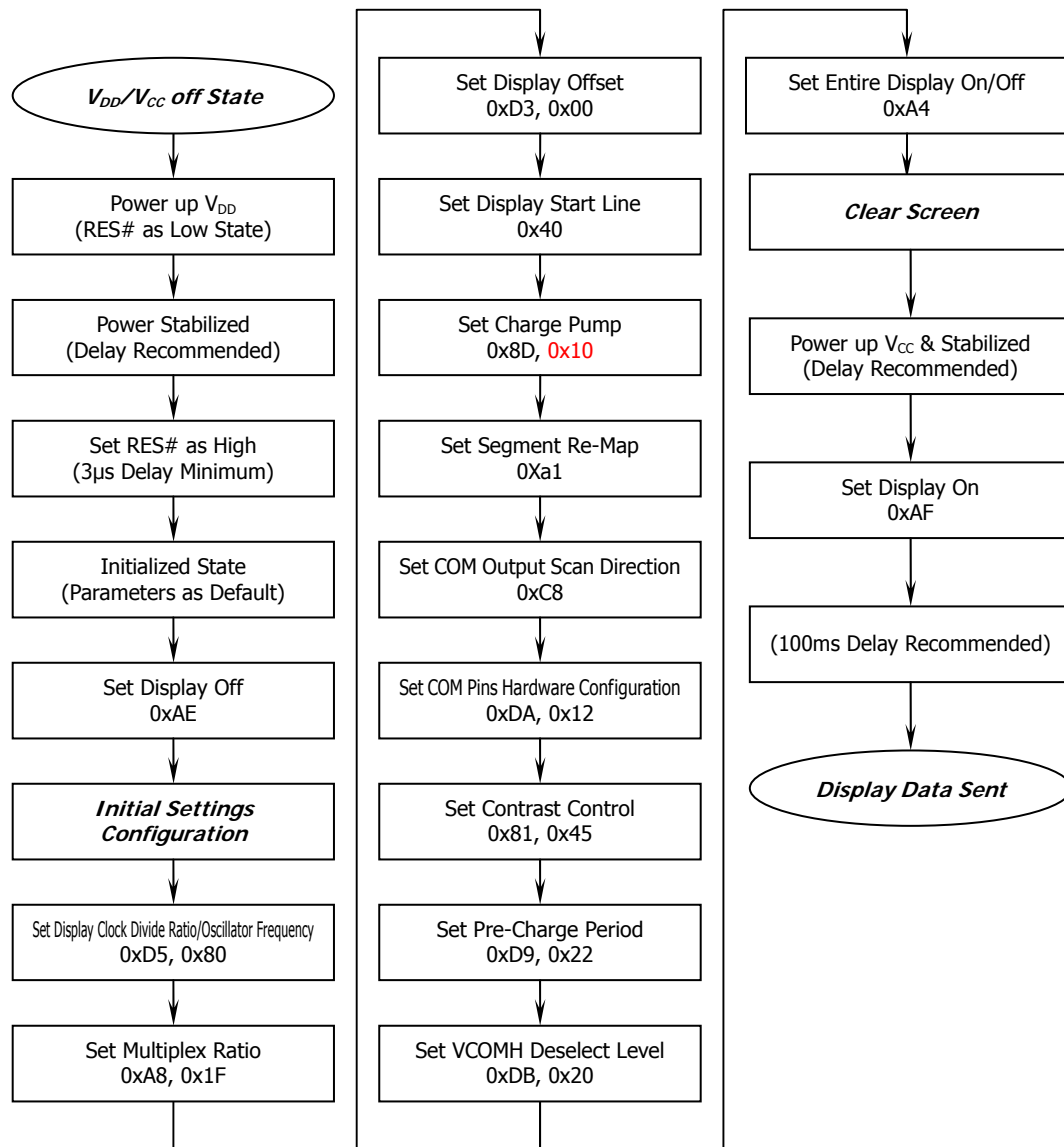 V_DD/V_CC off State
Power up V_DD
(RES# as Low State)
Power Stabilized
(Delay Recommended)
Set RES# as High
(3μs Delay Minimum)
Initialized State
(Parameters as Default)
Set Display Off
0xAE
Initial Settings
Configuration
Set Display Clock Divide Ratio/Oscillator Frequency
0xD5, 0x80
Set Multiplex Ratio
0xA8, 0x1F
Set Display Offset
0xD3, 0x00
Set Display Start Line
0x40
Set Charge Pump
0x8D, 0x10
Set Segment Re-Map
0Xa1
Set COM Output Scan Direction
0xC8
Set COM Pins Hardware Configuration
0xDA, 0x12
Set Contrast Control
0x81, 0x45
Set Pre-Charge Period
0xD9, 0x22
Set VCOMH Deselect Level
0xDB, 0x20
Set Entire Display On/Off
0xA4
Clear Screen
Power up V_CC & Stabilized
(Delay Recommended)
Set Display On
0xAF
(100ms Delay Recommended)
Display Data Sent